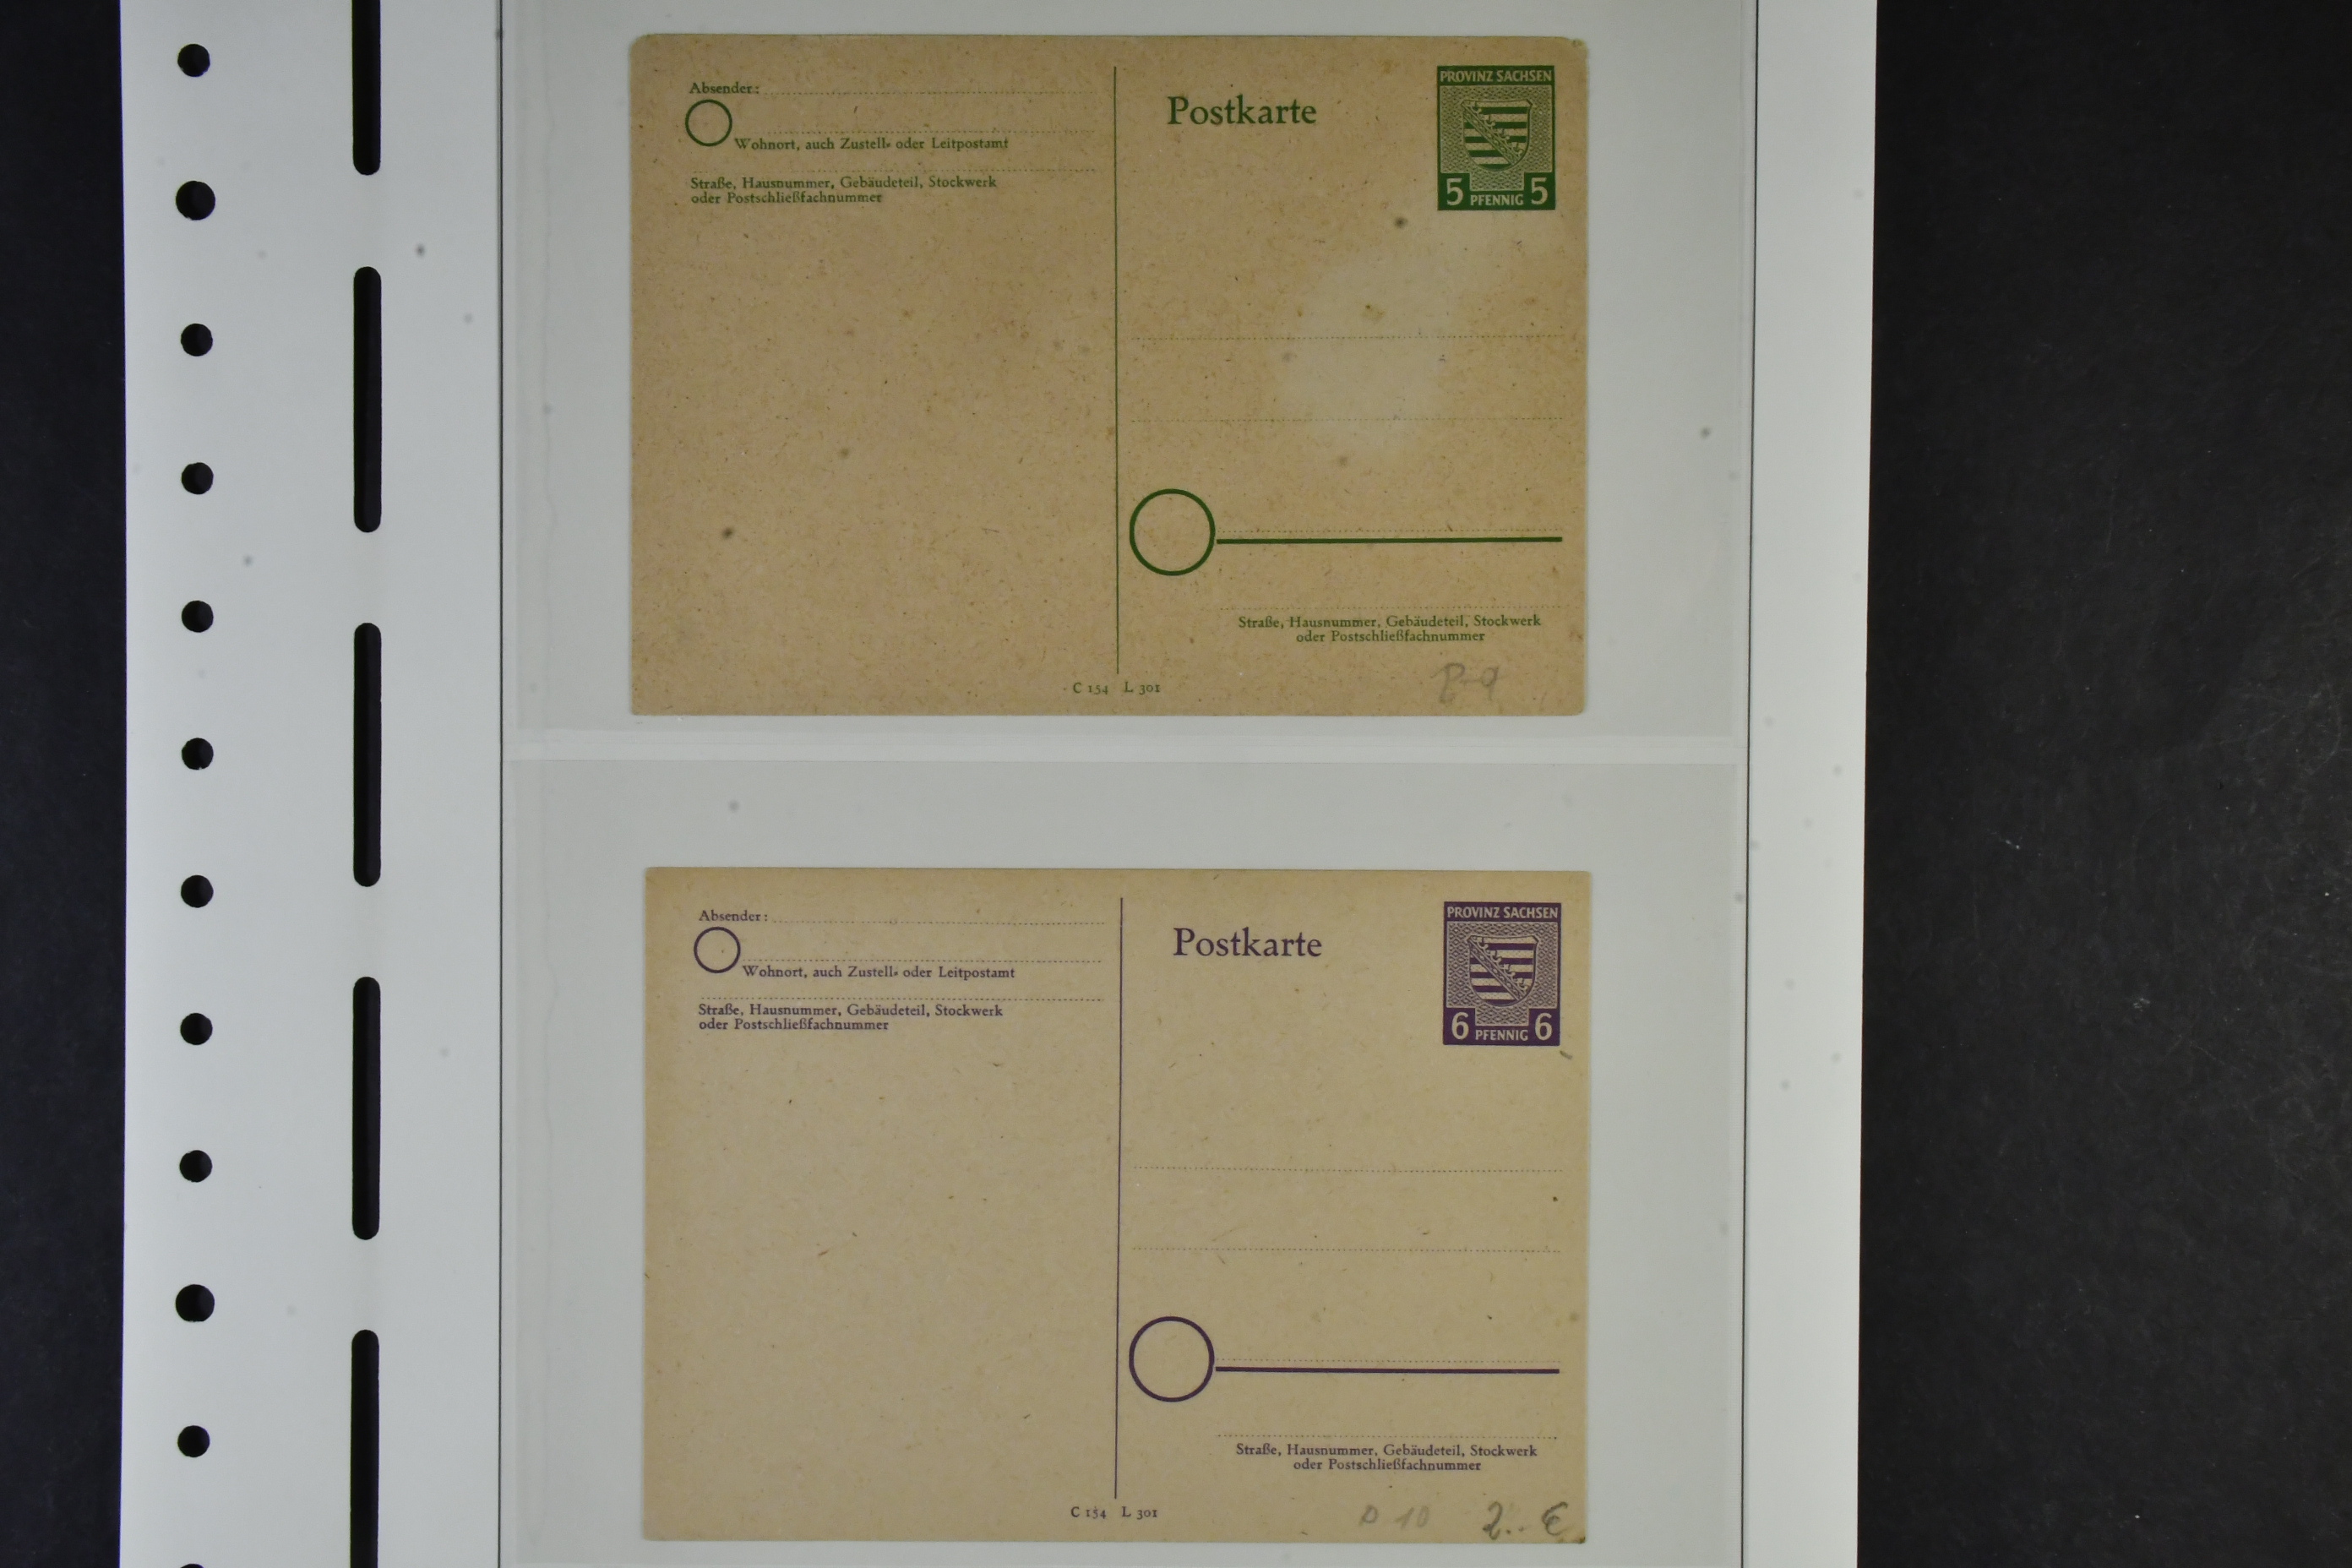 Absender:
Wohnort, auch Zustell- oder Leitpostamt
Straße, Hausnummer, Gebäudeteil, Stockwerk
oder Postschließfachnummer
Postkarte
PROVINZ SACHSEN
5 PFENNIG 5
Straße, Hausnummer, Gebäudeteil, Stockwerk
oder Postschließfachnummer
C 154 L 301
P 9
Absender:
Wohnort, auch Zustell- oder Leitpostamt
Straße, Hausnummer, Gebäudeteil, Stockwerk
oder Postschließfachnummer
Postkarte
PROVINZ SACHSEN
6 PFENNIG 6
Straße, Hausnummer, Gebäudeteil, Stockwerk
oder Postschließfachnummer
C 154 L 301
P 10 2.- €